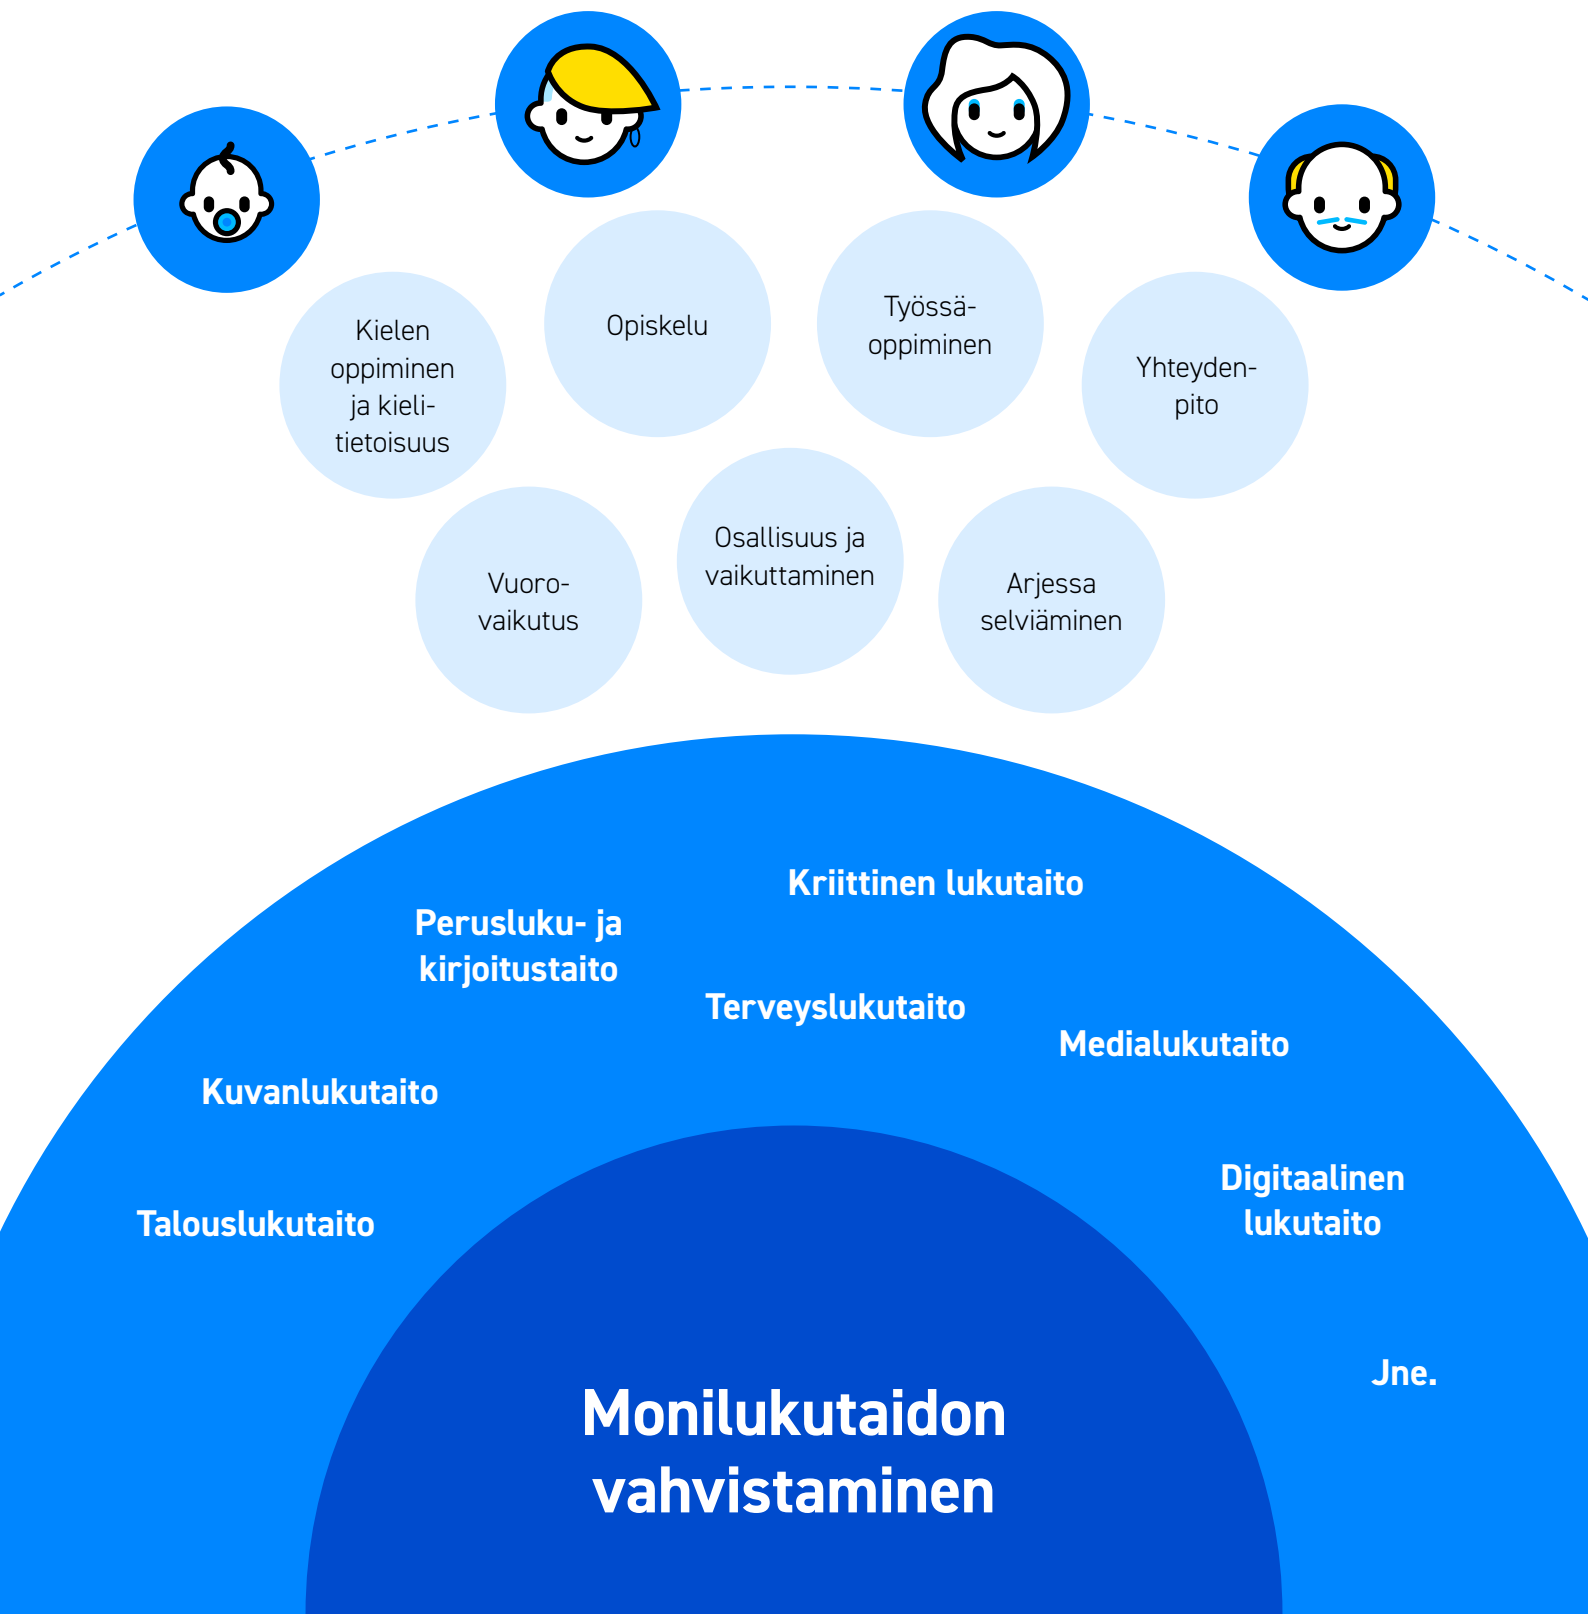 Kielen
oppiminen
ja kieli-
tietoisuus
Opiskelu
Työssä-
oppiminen
Yhteyden-
pito
Vuoro-
vaikutus
Osallisuus ja
vaikuttaminen
Arjessa
selviäminen
Kriittinen lukutaito
Perusluku- ja
kirjoitustaito
Terveyslukutaito
Medialukutaito
Kuvanlukutaito
Digitaalinen
lukutaito
Talouslukutaito
Jne.
Monilukutaidon
vahvistaminen